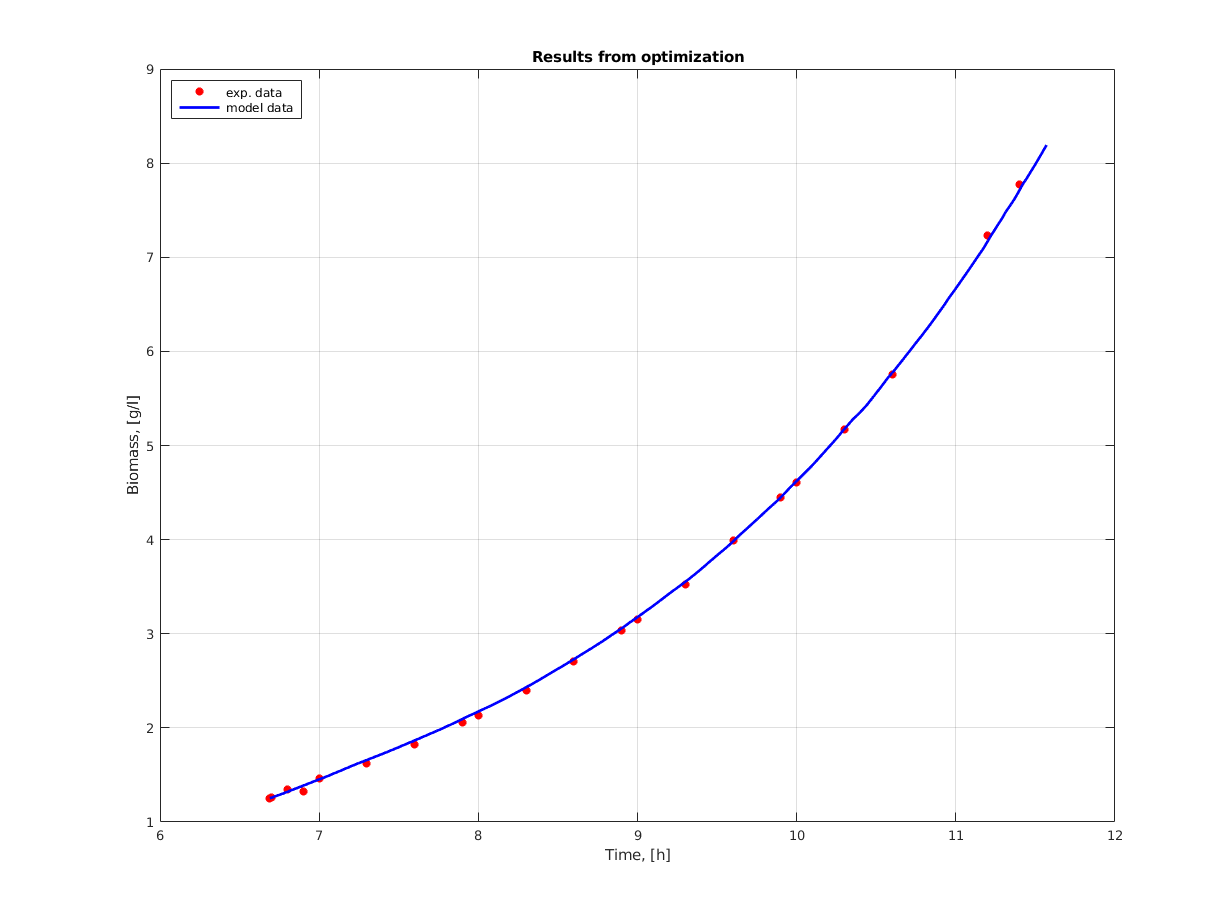 Results from optimization
exp. data
model data
9
8
7
6
5
4
3
2
1
6 7 8 9 10 11 12
Biomass, [g/l]
Time, [h]